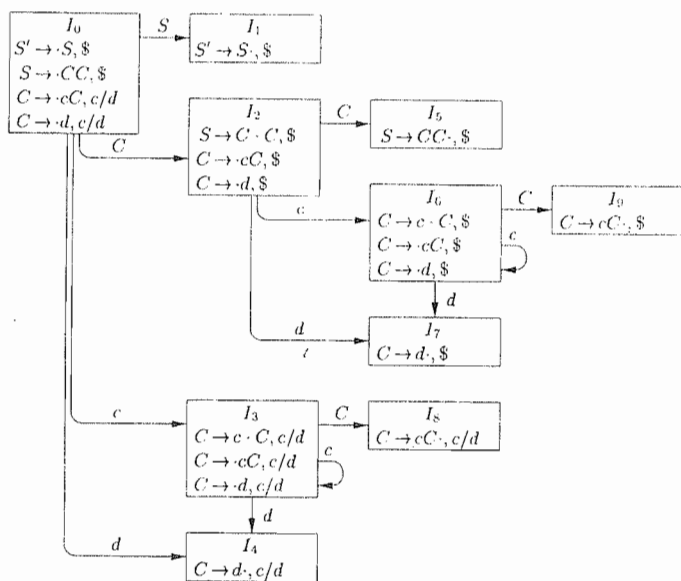 I₀
S' → ·S, $
S → ·CC, $
C → ·cC, c/d
C → ·d, c/d
S
I₁
S' → S·, $
C
I₂
S → C · C, $
C → ·cC, $
C → ·d, $
C
I₅
S → CC·, $
c
I₆
C → c · C, $
C → ·cC, $
C → ·d, $
C
I₉
C → cC·, $
c
d
d
I₇
C → d·, $
c
I₃
C → c · C, c/d
C → ·cC, c/d
C → ·d, c/d
C
I₈
C → cC·, c/d
c
d
d
I₄
C → d·, c/d